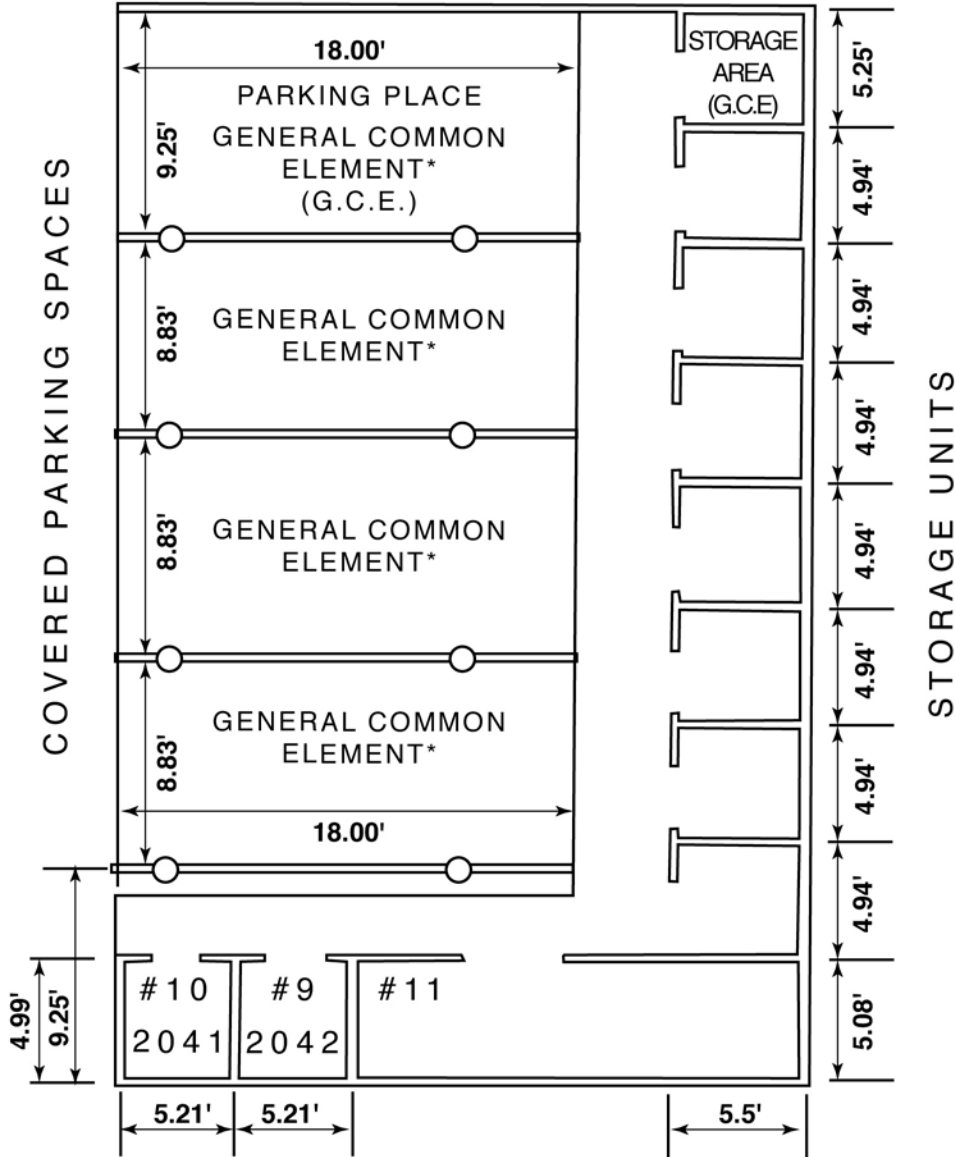 COVERED PARKING SPACES
18.00'
PARKING PLACE
GENERAL COMMON
ELEMENT*
(G.C.E.)
9.25'
8.83'
GENERAL COMMON
ELEMENT*
8.83'
GENERAL COMMON
ELEMENT*
8.83'
GENERAL COMMON
ELEMENT*
18.00'
STORAGE
AREA
(G.C.E)
5.25'
4.94'
4.94'
4.94'
4.94'
4.94'
4.94'
4.94'
5.08'
STORAGE UNITS
4.99'
9.25'
#10
2041
#9
2042
#11
5.21'
5.21'
5.5'